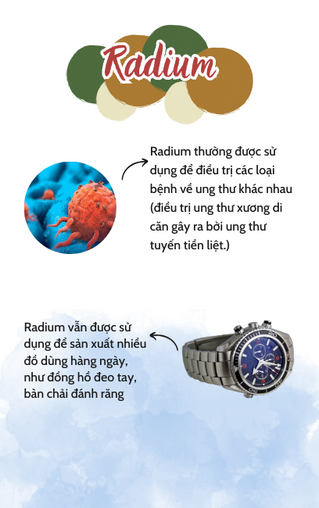 Radium
Radium thường được sử
dụng để điều trị các loại
bệnh về ung thư khác nhau
(điều trị ung thư xương di
căn gây ra bởi ung thư
tuyến tiền liệt.)
Radium vẫn được sử
dụng để sản xuất nhiều
đồ dùng hàng ngày,
như đồng hồ đeo tay,
bàn chải đánh răng